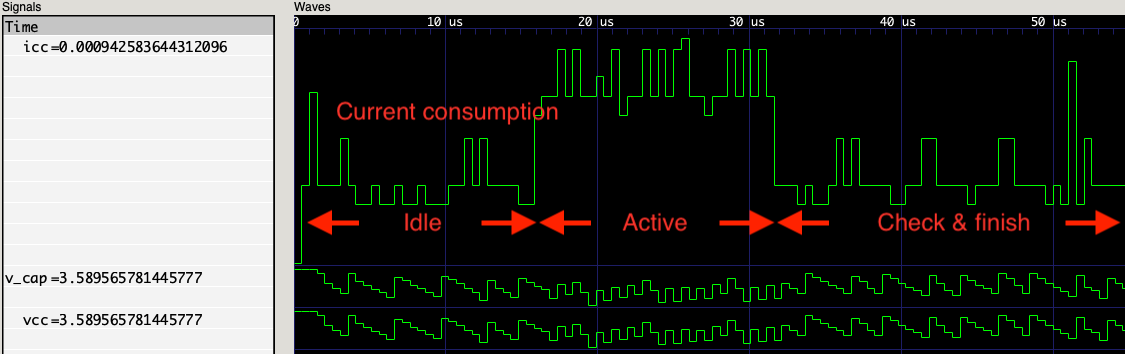 Signals
Waves
Time
0 10 us 20 us 30 us 40 us 50 us
icc=0.000942583644312096
Current consumption
Idle
Active
Check & finish
v_cap=3.589565781445777
vcc=3.589565781445777